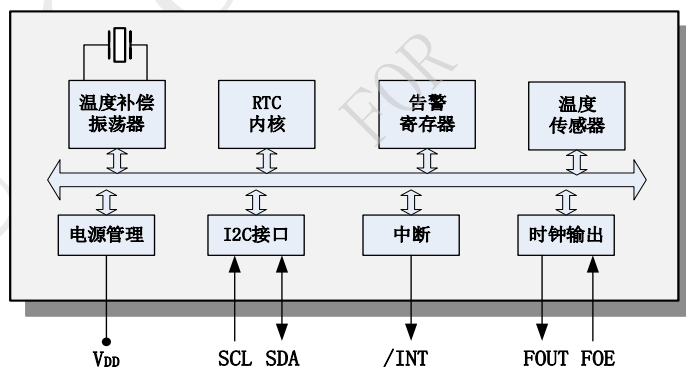 温度补偿
振荡器
RTC
内核
告警
寄存器
温度
传感器
电源管理
I2C接口
中断
时钟输出
VDD
SCL SDA
/INT
FOUT FOE
FOR